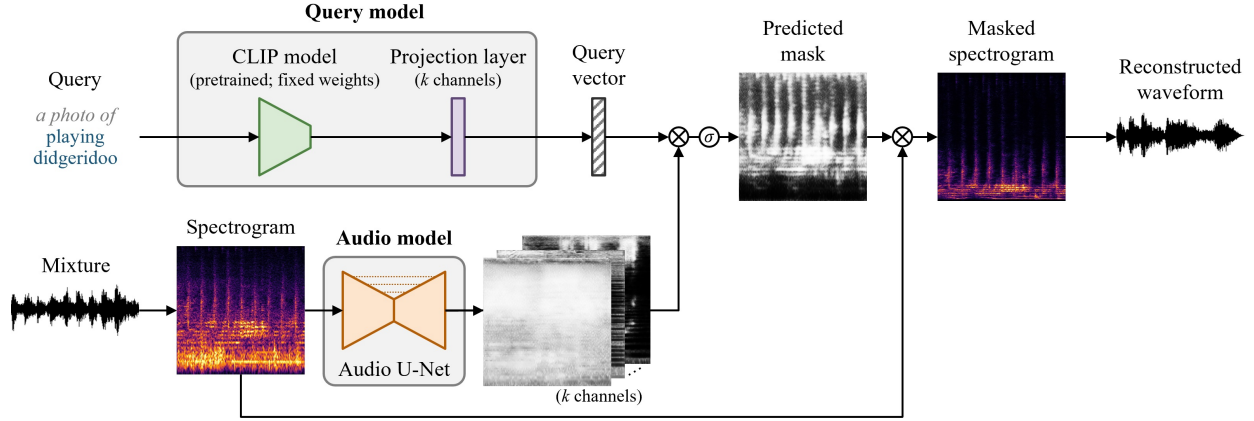 Query model
CLIP model
(pretrained; fixed weights)
Projection layer
(k channels)
Query
vector
Predicted
mask
Masked
spectrogram
Reconstructed
waveform
Query
a photo of
playing
didgeridoo
σ
Mixture
Spectrogram
Audio model
Audio U-Net
(k channels)